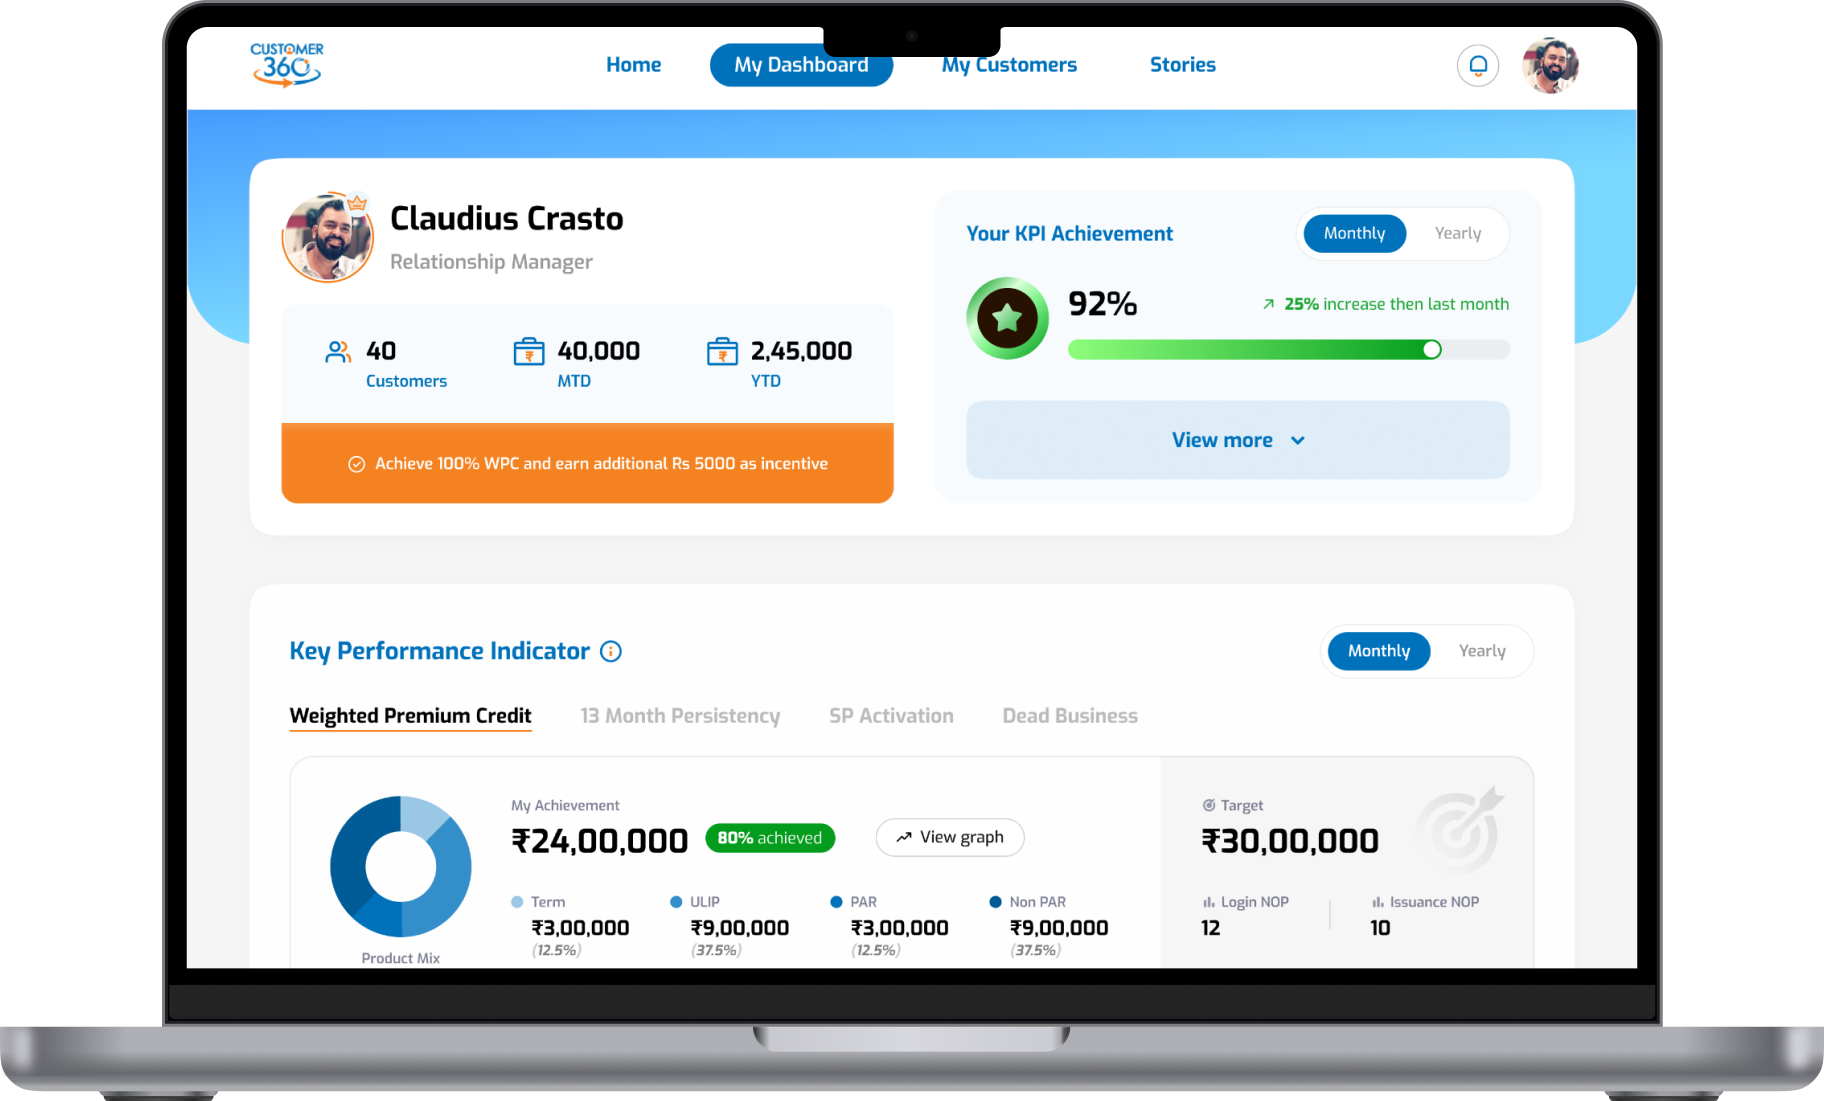 CUSTOMER
360
Home
My Dashboard
My Customers
Stories
Claudius Crasto
Relationship Manager
40
Customers
40,000
MTD
2,45,000
YTD
Achieve 100% WPC and earn additional Rs 5000 as incentive
Your KPI Achievement
Monthly
Yearly
92%
25% increase then last month
View more
Key Performance Indicator
Monthly
Yearly
Weighted Premium Credit
13 Month Persistency
SP Activation
Dead Business
Product Mix
My Achievement
₹24,00,000
80% achieved
View graph
Term
₹3,00,000
(12.5%)
ULIP
₹9,00,000
(37.5%)
PAR
₹3,00,000
(12.5%)
Non PAR
₹9,00,000
(37.5%)
Target
₹30,00,000
Login NOP
12
Issuance NOP
10